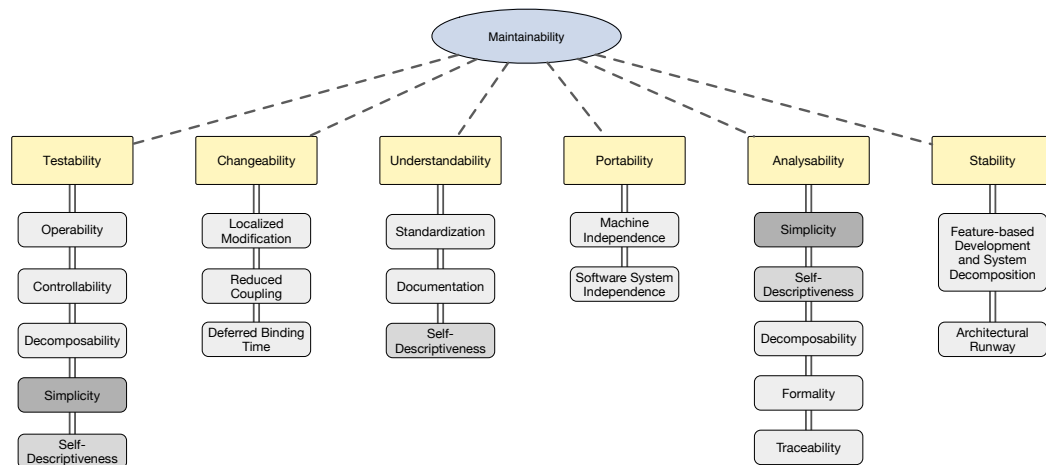 Maintainability
Testability
Changeability
Understandability
Portability
Analysability
Stability
Operability
Controllability
Decomposability
Simplicity
Self-
Descriptiveness
Localized
Modification
Reduced
Coupling
Deferred Binding
Time
Standardization
Documentation
Self-
Descriptiveness
Machine
Independence
Software System
Independence
Simplicity
Self-
Descriptiveness
Decomposability
Formality
Traceability
Feature-based
Development
and System
Decomposition
Architectural
Runway